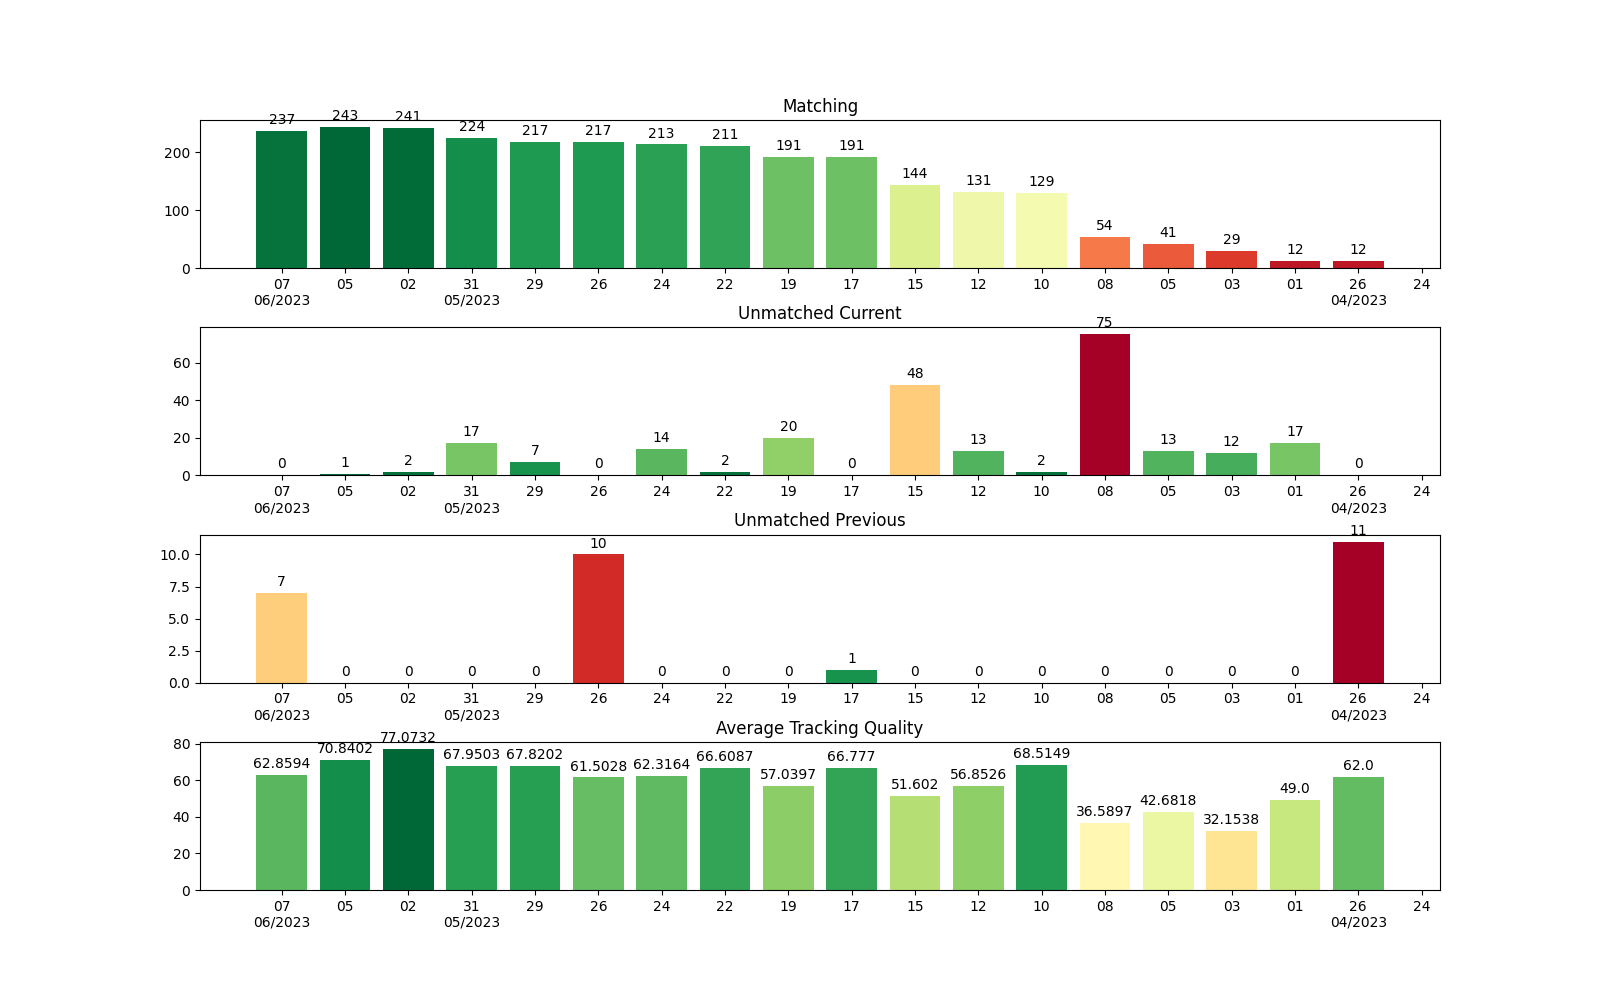 Matching
237 243 241 224 217 217 213 211 191 191 144 131 129 54 41 29 12 12
200
100
0
07 05 02 31 29 26 24 22 19 17 15 12 10 08 05 03 01 26 24
06/2023 05/2023 04/2023
Unmatched Current
0 1 2 17 7 0 14 2 20 0 48 13 2 75 13 12 17 0
60
40
20
0
07 05 02 31 29 26 24 22 19 17 15 12 10 08 05 03 01 26 24
06/2023 05/2023 04/2023
Unmatched Previous
7 0 0 0 0 10 0 0 0 1 0 0 0 0 0 0 0 11
10.0
7.5
5.0
2.5
0.0
07 05 02 31 29 26 24 22 19 17 15 12 10 08 05 03 01 26 24
06/2023 05/2023 04/2023
Average Tracking Quality
62.8594 70.8402 77.0732 67.9503 67.8202 61.5028 62.3164 66.6087 57.0397 66.777 51.602 56.8526 68.5149 36.5897 42.6818 32.1538 49.0 62.0
80
60
40
20
0
07 05 02 31 29 26 24 22 19 17 15 12 10 08 05 03 01 26 24
06/2023 05/2023 04/2023